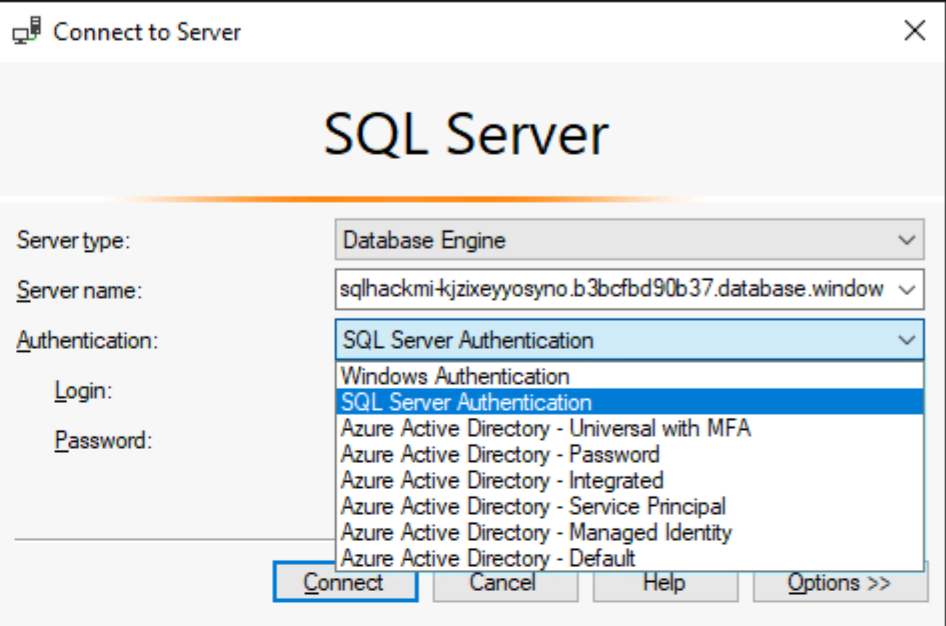 Connect to Server
SQL Server
Server type:
Database Engine
Server name:
sqlhackmi-kjzixeyyosyno.b3bcfbd90b37.database.window
Authentication:
SQL Server Authentication
Windows Authentication
Login:
SQL Server Authentication
Azure Active Directory - Universal with MFA
Password:
Azure Active Directory - Password
Azure Active Directory - Integrated
Azure Active Directory - Service Principal
Azure Active Directory - Managed Identity
Azure Active Directory - Default
Connect
Cancel
Help
Options >>